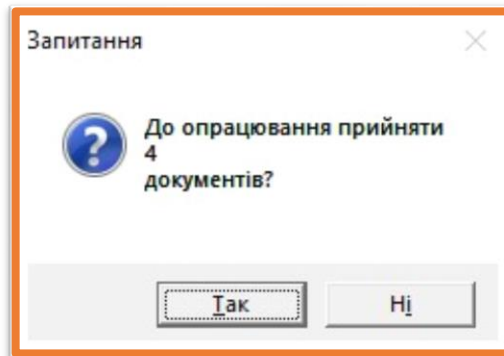 Запитання
До опрацювання прийняти
4
документів?
Так
Ні